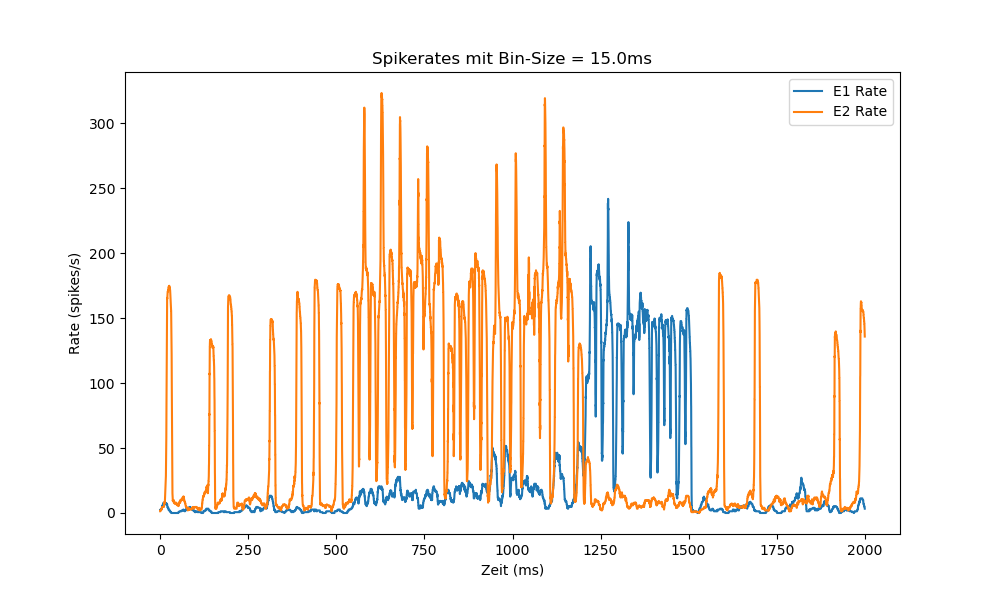 Spikerates mit Bin-Size = 15.0ms
E1 Rate
E2 Rate
Rate (spikes/s)
300
250
200
150
100
50
0
0 250 500 750 1000 1250 1500 1750 2000
Zeit (ms)